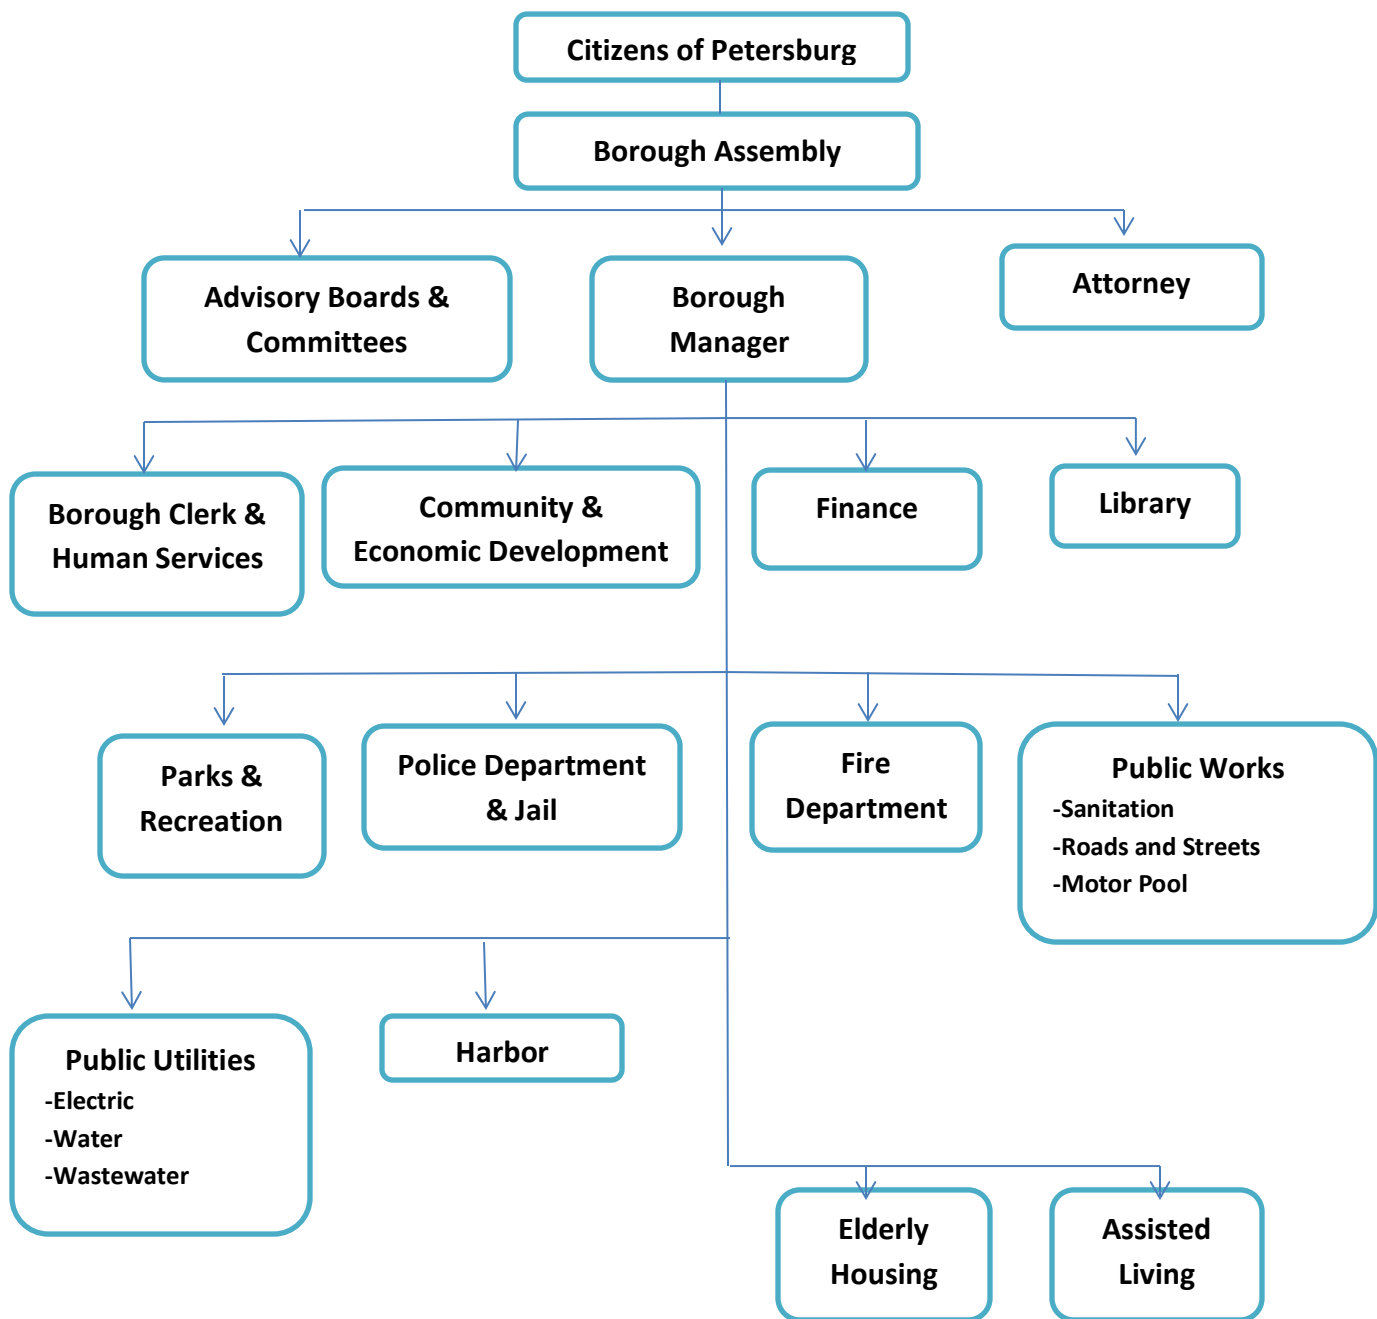 Citizens of Petersburg
Borough Assembly
Advisory Boards &
Committees
Borough
Manager
Attorney
Borough Clerk &
Human Services
Community &
Economic Development
Finance
Library
Parks &
Recreation
Police Department
& Jail
Fire
Department
Public Works
-Sanitation
-Roads and Streets
-Motor Pool
Public Utilities
-Electric
-Water
-Wastewater
Harbor
Elderly
Housing
Assisted
Living